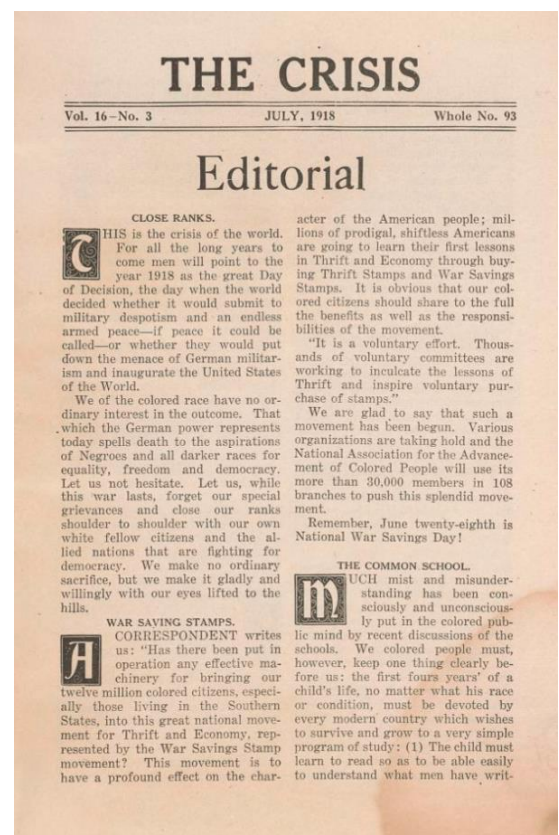 THE CRISIS
Vol. 16–No. 3 JULY, 1918 Whole No. 93
Editorial
CLOSE RANKS.
THIS is the crisis of the world.
For all the long years to
come men will point to the
year 1918 as the great Day
of Decision, the day when the world
decided whether it would submit to
military despotism and an endless
armed peace—if peace it could be
called—or whether they would put
down the menace of German militar-
ism and inaugurate the United States
of the World.
We of the colored race have no or-
dinary interest in the outcome. That
which the German power represents
today spells death to the aspirations
of Negroes and all darker races for
equality, freedom and democracy.
Let us not hesitate. Let us, while
this war lasts, forget our special
grievances and close our ranks
shoulder to shoulder with our own
white fellow citizens and the al-
lied nations that are fighting for
democracy. We make no ordinary
sacrifice, but we make it gladly and
willingly with our eyes lifted to the
hills.
WAR SAVING STAMPS.
A CORRESPONDENT writes
us: "Has there been put in
operation any effective ma-
chinery for bringing our
twelve million colored citizens, especi-
ally those living in the Southern
States, into this great national move-
ment for Thrift and Economy, rep-
resented by the War Savings Stamp
movement? This movement is to
have a profound effect on the char-
acter of the American people; mil-
lions of prodigal, shiftless Americans
are going to learn their first lessons
in Thrift and Economy through buy-
ing Thrift Stamps and War Savings
Stamps. It is obvious that our col-
ored citizens should share to the full
the benefits as well as the responsi-
bilities of the movement.
"It is a voluntary effort. Thous-
ands of voluntary committees are
working to inculcate the lessons of
Thrift and inspire voluntary pur-
chase of stamps."
We are glad to say that such a
movement has been begun. Various
organizations are taking hold and the
National Association for the Advance-
ment of Colored People will use its
more than 30,000 members in 108
branches to push this splendid move-
ment.
Remember, June twenty-eighth is
National War Savings Day!
THE COMMON SCHOOL.
MUCH mist and misunder-
standing has been con-
sciously and unconscious-
ly put in the colored pub-
lic mind by recent discussions of the
schools. We colored people must,
however, keep one thing clearly be-
fore us: the first fours years' of a
child's life, no matter what his race
or condition, must be devoted by
every modern country which wishes
to survive and grow to a very simple
program of study: (1) The child must
learn to read so as to be able easily
to understand what men have writ-